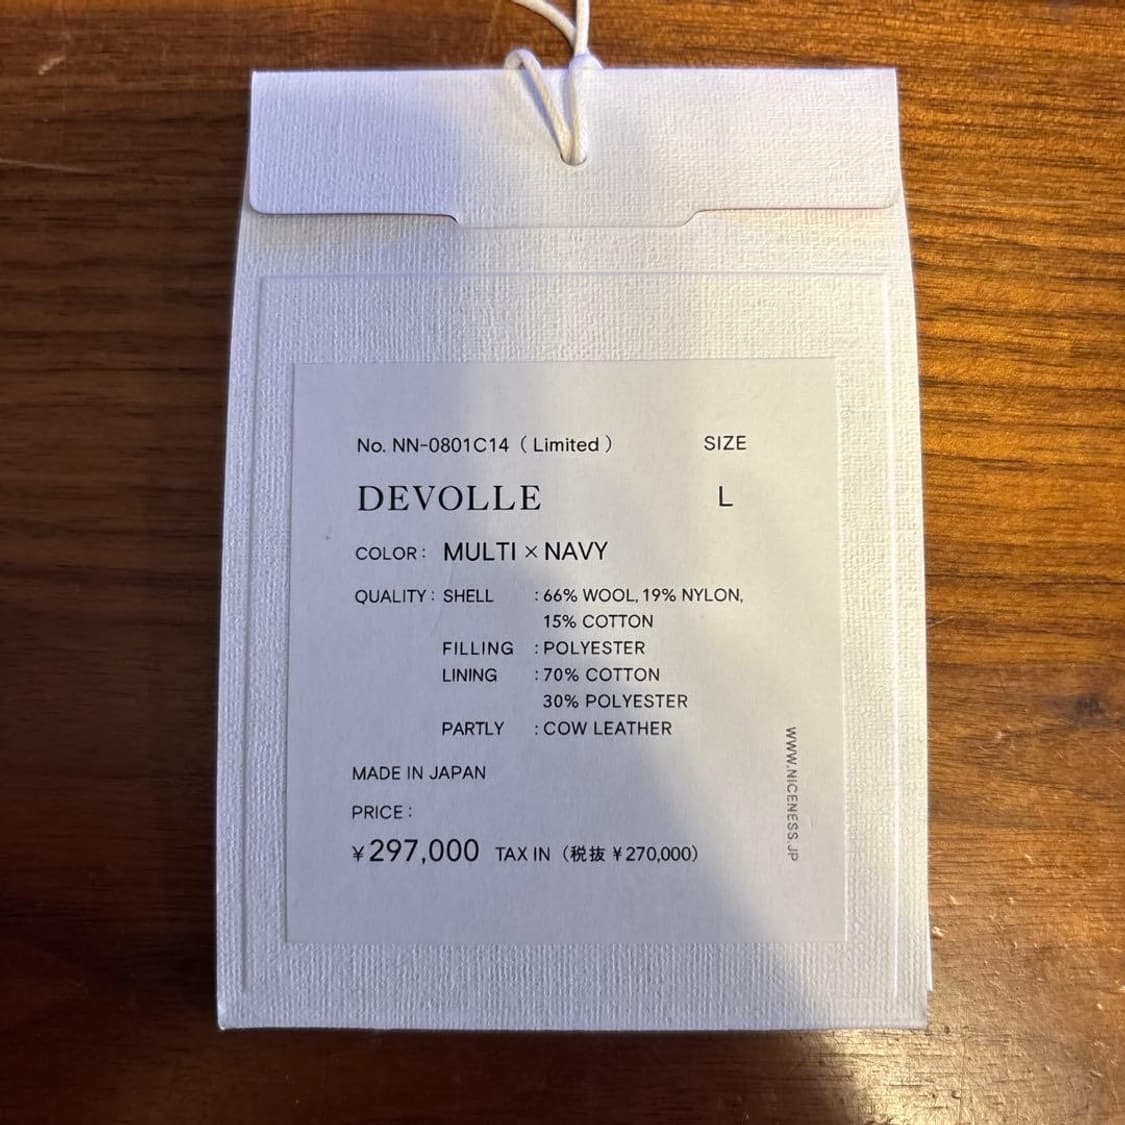 No. NN-0801C14 ( Limited )
SIZE
DEVOLLE
L
COLOR : MULTI × NAVY
QUALITY : SHELL : 66% WOOL, 19% NYLON,
15% COTTON
FILLING : POLYESTER
LINING : 70% COTTON
30% POLYESTER
PARTLY : COW LEATHER
MADE IN JAPAN
PRICE :
¥297,000 TAX IN (税抜 ¥270,000)
WWW.NICENESS.JP